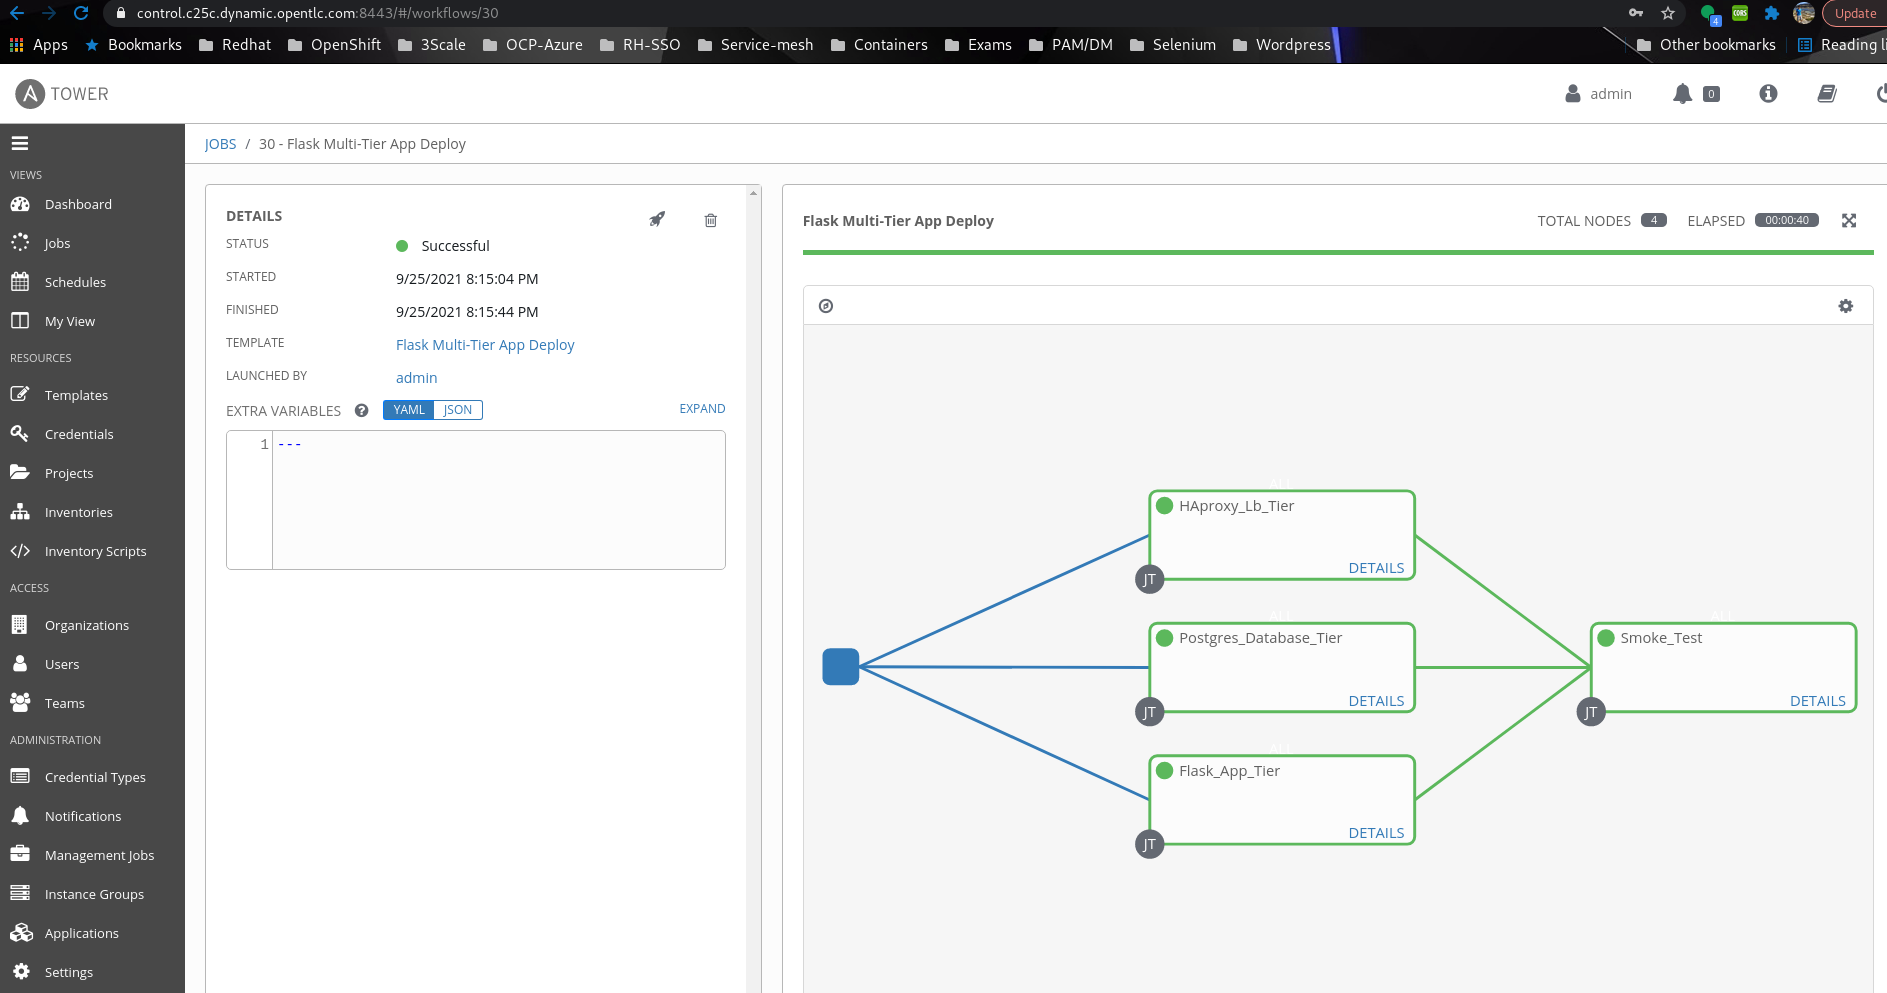 control.c25c.dynamic.opentlc.com:8443/#/workflows/30
4
CORS
Update
Apps Bookmarks Redhat OpenShift 3Scale OCP-Azure RH-SSO Service-mesh Containers Exams PAM/DM Selenium Wordpress Other bookmarks Reading li
A TOWER
admin 0
JOBS / 30 - Flask Multi-Tier App Deploy
VIEWS
Dashboard
Jobs
Schedules
My View
RESOURCES
Templates
Credentials
Projects
Inventories
Inventory Scripts
ACCESS
Organizations
Users
Teams
ADMINISTRATION
Credential Types
Notifications
Management Jobs
Instance Groups
Applications
Settings
DETAILS
STATUS Successful
STARTED 9/25/2021 8:15:04 PM
FINISHED 9/25/2021 8:15:44 PM
TEMPLATE Flask Multi-Tier App Deploy
LAUNCHED BY admin
EXTRA VARIABLES ? YAML JSON EXPAND
1 ---
Flask Multi-Tier App Deploy TOTAL NODES 4 ELAPSED 00:00:40
ALL
HAproxy_Lb_Tier
DETAILS
JT
ALL
Postgres_Database_Tier
DETAILS
JT
ALL
Flask_App_Tier
DETAILS
JT
ALL
Smoke_Test
DETAILS
JT